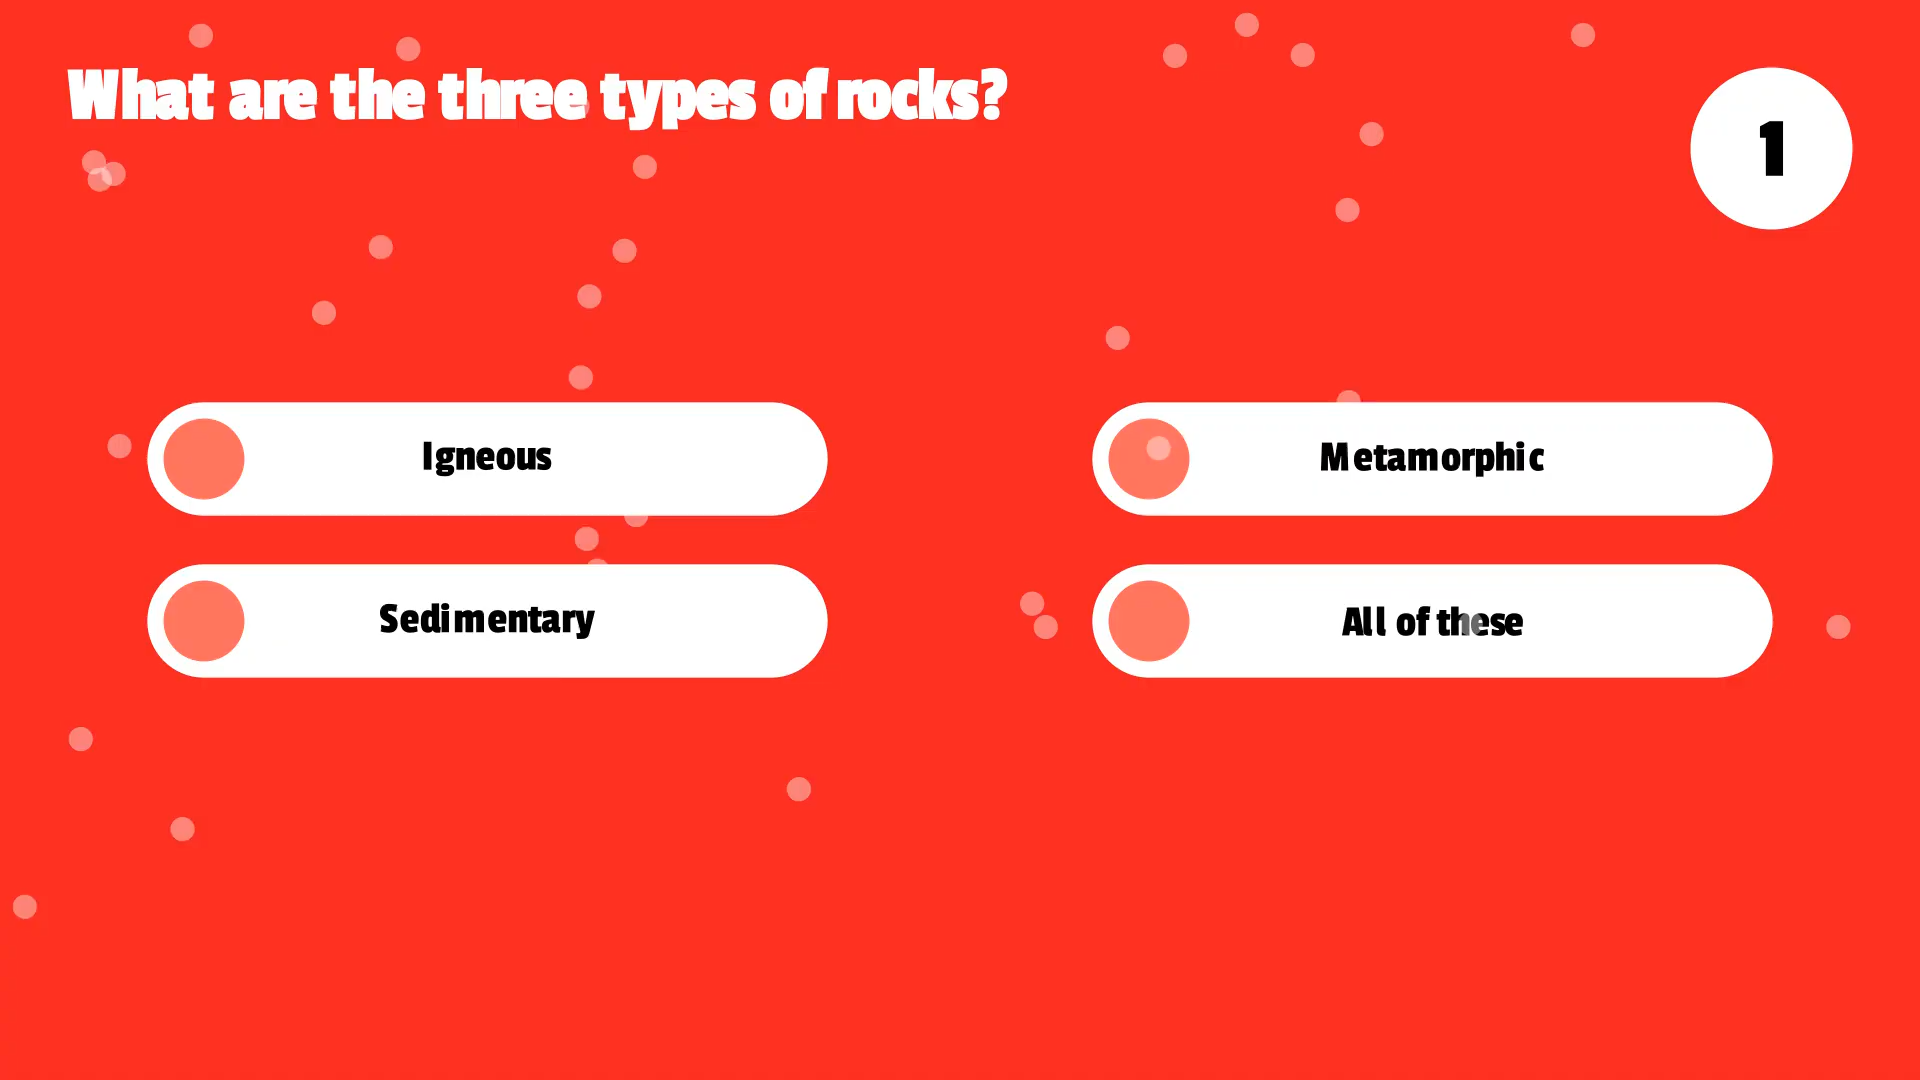 What are the three types of rocks?
1
Igneous
Metamorphic
Sedimentary
All of these